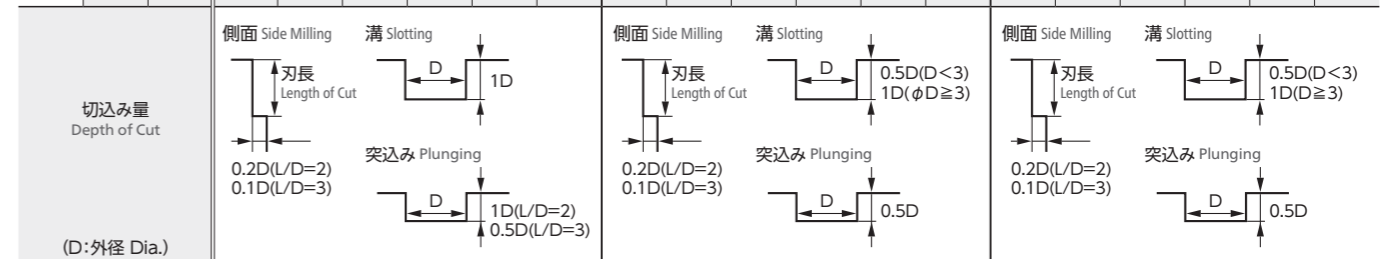 切込み量
Depth of Cut
(D:外径 Dia.)
側面 Side Milling
刃長
Length of Cut
0.2D(L/D=2)
0.1D(L/D=3)
溝 Slotting
D
1D
突込み Plunging
D
1D(L/D=2)
0.5D(L/D=3)
側面 Side Milling
刃長
Length of Cut
0.2D(L/D=2)
0.1D(L/D=3)
溝 Slotting
D
0.5D(D<3)
1D(φD≧3)
突込み Plunging
D
0.5D
側面 Side Milling
刃長
Length of Cut
0.2D(L/D=2)
0.1D(L/D=3)
溝 Slotting
D
0.5D(D<3)
1D(D≧3)
突込み Plunging
D
0.5D